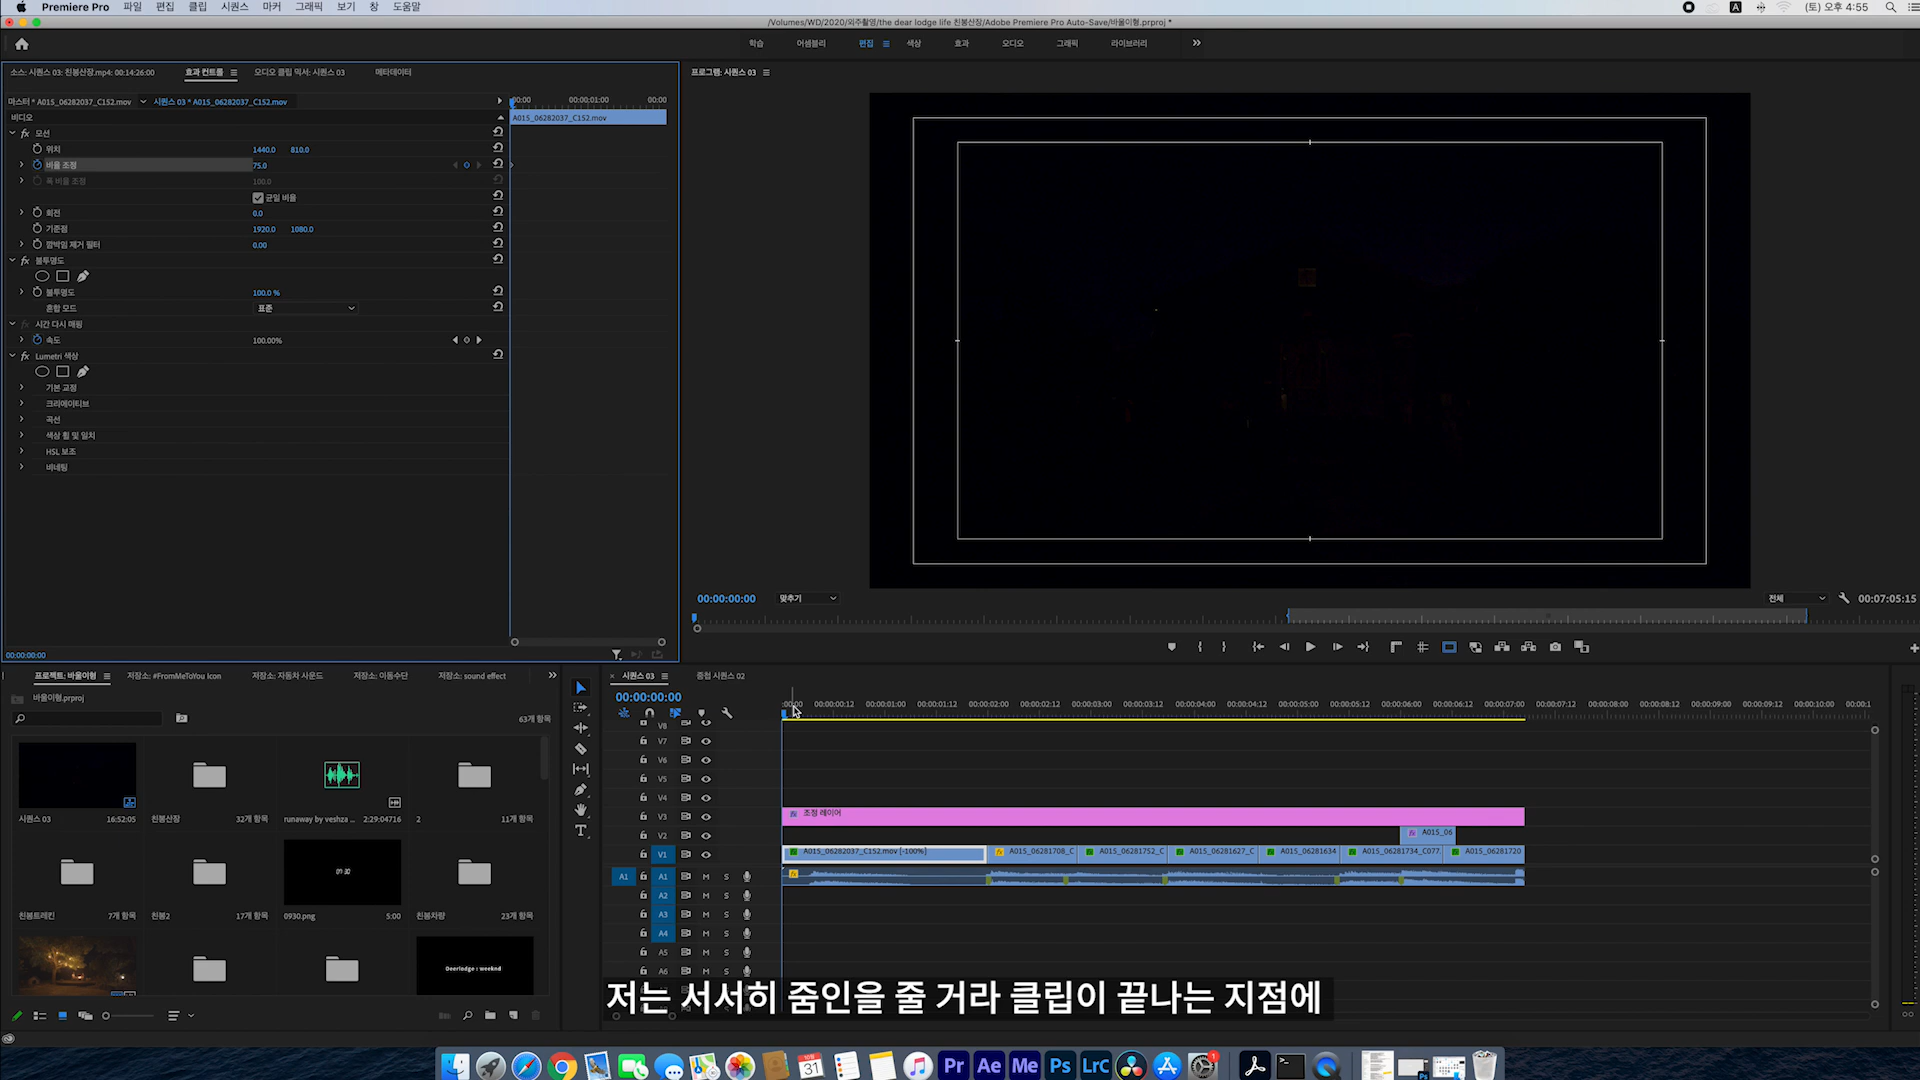 Premiere Pro 파일 편집 클립 시퀀스 마커 그래픽 보기 창 도움말
A (토) 오후 4:55
/Volumes/WD/2020/외주촬영/the dear lodge life 친봉산장/Adobe Premiere Pro Auto-Save/바울이형.prproj *
학습 어셈블리 편집 색상 효과 오디오 그래픽 라이브러리
소스: 시퀀스 03: 친봉산장.mp4: 00:14:26:00 효과 컨트롤 오디오 클립 믹서: 시퀀스 03 메타데이터
프로그램: 시퀀스 03
마스터 * A015_06282037_C152.mov 시퀀스 03 * A015_06282037_C152.mov
:00:00 00:00:01:00 00:00
비디오 A015_06282037_C152.mov
fx 모션
위치 1440.0 810.0
비율 조정 75.0
폭 비율 조정 100.0
균일 비율
회전 0.0
기준점 1920.0 1080.0
깜박임 제거 필터 0.00
fx 불투명도
불투명도 100.0 %
혼합 모드 표준
fx 시간 다시 매핑
속도 100.00%
fx Lumetri 색상
기본 교정
크리에이티브
곡선
색상 휠 및 일치
HSL 보조
비네팅
00:00:00:00
00:00:00:00 맞추기 전체 00:07:05:15
프로젝트: 바울이형 저장소: #FromMeToYou Icon 저장소: 자동차 사운드 저장소: 이동수단 저장소: sound effect
바울이형.prproj
63개 항목
시퀀스 03 16:52:05
친봉산장 32개 항목
runaway by veshza ... 2:29:04716
2 11개 항목
친봉트레킨 7개 항목
친봉2 17개 항목
0930.png 5:00
친봉차량 23개 항목
Deerlodge : weeknd
시퀀스 03 중첩 시퀀스 02
00:00:00:00
:00:00 00:00:00:12 00:00:01:00 00:00:01:12 00:00:02:00 00:00:02:12 00:00:03:00 00:00:03:12 00:00:04:00 00:00:04:12 00:00:05:00 00:00:05:12 00:00:06:00 00:00:06:12 00:00:07:00 00:00:07:12 00:00:08:00 00:00:08:12 00:00:09:00 00:00:09:12 00:00:10:00 00:00:1
V8
V7
V6
V5
V4
V3 fx 조정 레이어
V2 fx A015_06
V1 A015_06282037_C152.mov [-100%] A015_06281708_C A015_06281752_C A015_06281627_C A015_06281634 A015_06281734_C077. A015_06281720
A1 A1 M S
A2 M S
A3 M S
A4 M S
A5 M S
A6 M S
저는 서서히 줌인을 줄 거라 클립이 끝나는 지점에
31 Pr Ae Me Ps LrC 1